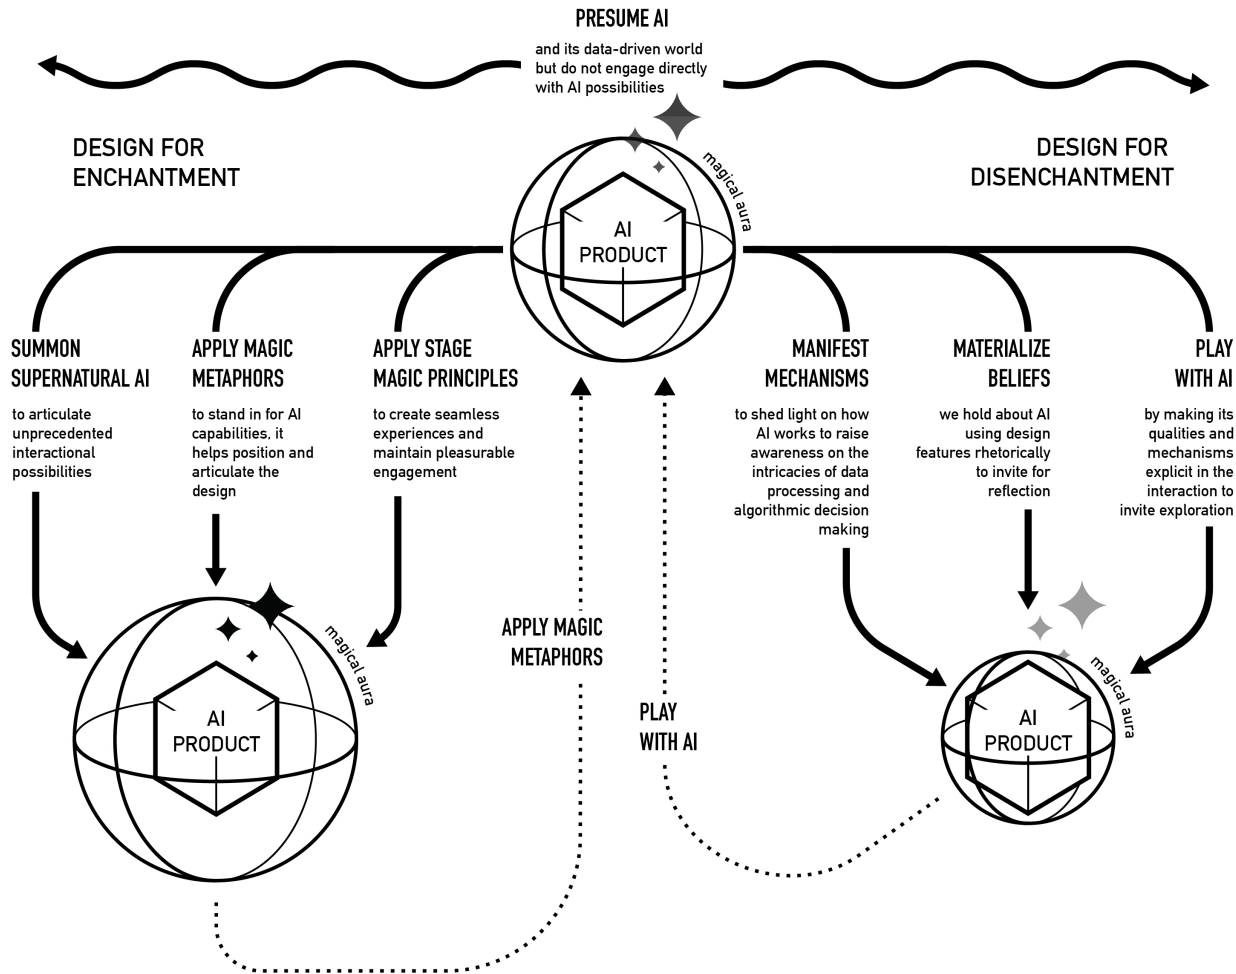 PRESUME AI
and its data-driven world
but do not engage directly
with AI possibilities
DESIGN FOR
ENCHANTMENT
DESIGN FOR
DISENCHANTMENT
magical aura
AI
PRODUCT
SUMMON
SUPERNATURAL AI
to articulate
unprecedented
interactional
possibilities
APPLY MAGIC
METAPHORS
to stand in for AI
capabilities, it
helps position and
articulate the
design
APPLY STAGE
MAGIC PRINCIPLES
to create seamless
experiences and
maintain pleasurable
engagement
MANIFEST
MECHANISMS
to shed light on how
AI works to raise
awareness on the
intricacies of data
processing and
algorithmic decision
making
MATERIALIZE
BELIEFS
we hold about AI
using design
features rhetorically
to invite for
reflection
PLAY
WITH AI
by making its
qualities and
mechanisms
explicit in the
interaction to
invite exploration
magical aura
AI
PRODUCT
APPLY MAGIC
METAPHORS
PLAY
WITH AI
magical aura
AI
PRODUCT